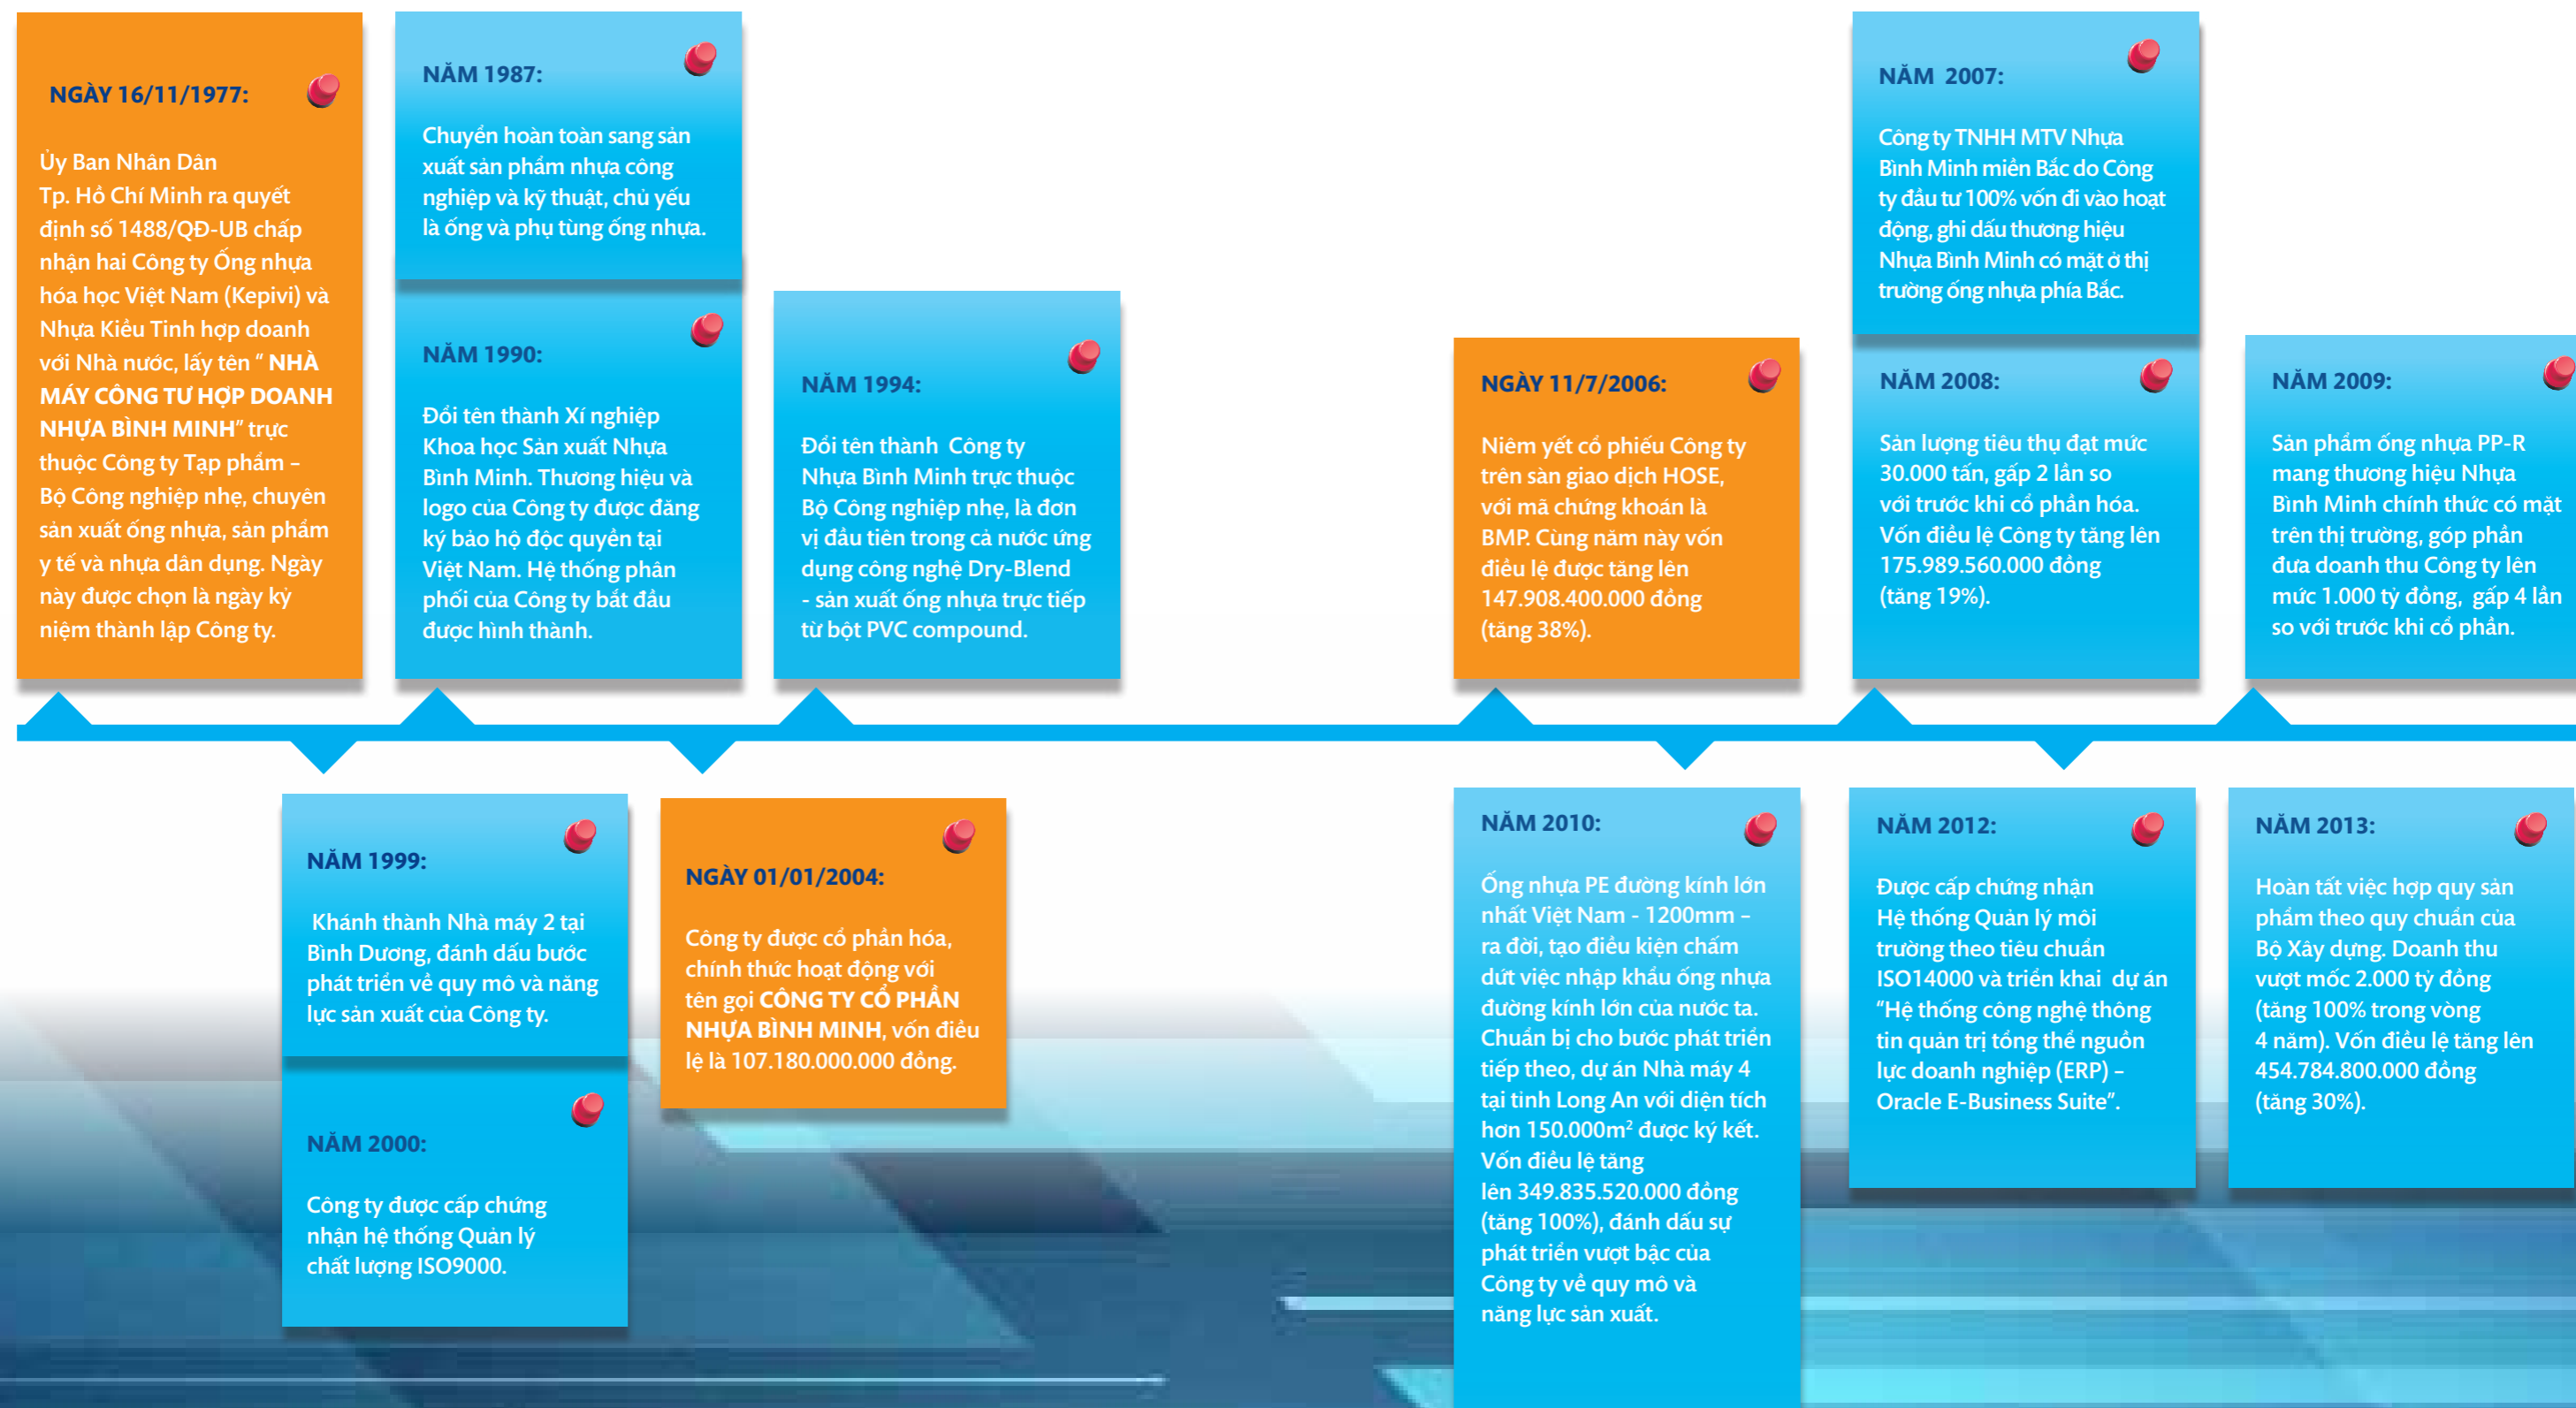 NGÀY 16/11/1977:
Ủy Ban Nhân Dân
Tp. Hồ Chí Minh ra quyết
định số 1488/QĐ-UB chấp
nhận hai Công ty Ống nhựa
hóa học Việt Nam (Kepivi) và
Nhựa Kiều Tinh hợp doanh
với Nhà nước, lấy tên “ NHÀ
MÁY CÔNG TƯ HỢP DOANH
NHỰA BÌNH MINH” trực
thuộc Công ty Tạp phẩm –
Bộ Công nghiệp nhẹ, chuyên
sản xuất ống nhựa, sản phẩm
y tế và nhựa dân dụng. Ngày
này được chọn là ngày kỷ
niệm thành lập Công ty.
NĂM 1987:
Chuyển hoàn toàn sang sản
xuất sản phẩm nhựa công
nghiệp và kỹ thuật, chủ yếu
là ống và phụ tùng ống nhựa.
NĂM 1990:
Đổi tên thành Xí nghiệp
Khoa học Sản xuất Nhựa
Bình Minh. Thương hiệu và
logo của Công ty được đăng
ký bảo hộ độc quyền tại
Việt Nam. Hệ thống phân
phối của Công ty bắt đầu
được hình thành.
NĂM 1994:
Đổi tên thành Công ty
Nhựa Bình Minh trực thuộc
Bộ Công nghiệp nhẹ, là đơn
vị đầu tiên trong cả nước ứng
dụng công nghệ Dry-Blend
- sản xuất ống nhựa trực tiếp
từ bột PVC compound.
NĂM 1999:
Khánh thành Nhà máy 2 tại
Bình Dương, đánh dấu bước
phát triển về quy mô và năng
lực sản xuất của Công ty.
NĂM 2000:
Công ty được cấp chứng
nhận hệ thống Quản lý
chất lượng ISO9000.
NGÀY 01/01/2004:
Công ty được cổ phần hóa,
chính thức hoạt động với
tên gọi CÔNG TY CỔ PHẦN
NHỰA BÌNH MINH, vốn điều
lệ là 107.180.000.000 đồng.
NGÀY 11/7/2006:
Niêm yết cổ phiếu Công ty
trên sàn giao dịch HOSE,
với mã chứng khoán là
BMP. Cùng năm này vốn
điều lệ được tăng lên
147.908.400.000 đồng
(tăng 38%).
NĂM 2007:
Công ty TNHH MTV Nhựa
Bình Minh miền Bắc do Công
ty đầu tư 100% vốn đi vào hoạt
động, ghi dấu thương hiệu
Nhựa Bình Minh có mặt ở thị
trường ống nhựa phía Bắc.
NĂM 2008:
Sản lượng tiêu thụ đạt mức
30.000 tấn, gấp 2 lần so
với trước khi cổ phần hóa.
Vốn điều lệ Công ty tăng lên
175.989.560.000 đồng
(tăng 19%).
NĂM 2009:
Sản phẩm ống nhựa PP-R
mang thương hiệu Nhựa
Bình Minh chính thức có mặt
trên thị trường, góp phần
đưa doanh thu Công ty lên
mức 1.000 tỷ đồng, gấp 4 lần
so với trước khi cổ phần.
NĂM 2010:
Ống nhựa PE đường kính lớn
nhất Việt Nam - 1200mm –
ra đời, tạo điều kiện chấm
dứt việc nhập khẩu ống nhựa
đường kính lớn của nước ta.
Chuẩn bị cho bước phát triển
tiếp theo, dự án Nhà máy 4
tại tỉnh Long An với diện tích
hơn 150.000m² được ký kết.
Vốn điều lệ tăng
lên 349.835.520.000 đồng
(tăng 100%), đánh dấu sự
phát triển vượt bậc của
Công ty về quy mô và
năng lực sản xuất.
NĂM 2012:
Được cấp chứng nhận
Hệ thống Quản lý môi
trường theo tiêu chuẩn
ISO14000 và triển khai dự án
“Hệ thống công nghệ thông
tin quản trị tổng thể nguồn
lực doanh nghiệp (ERP) –
Oracle E-Business Suite”.
NĂM 2013:
Hoàn tất việc hợp quy sản
phẩm theo quy chuẩn của
Bộ Xây dựng. Doanh thu
vượt mốc 2.000 tỷ đồng
(tăng 100% trong vòng
4 năm). Vốn điều lệ tăng lên
454.784.800.000 đồng
(tăng 30%).